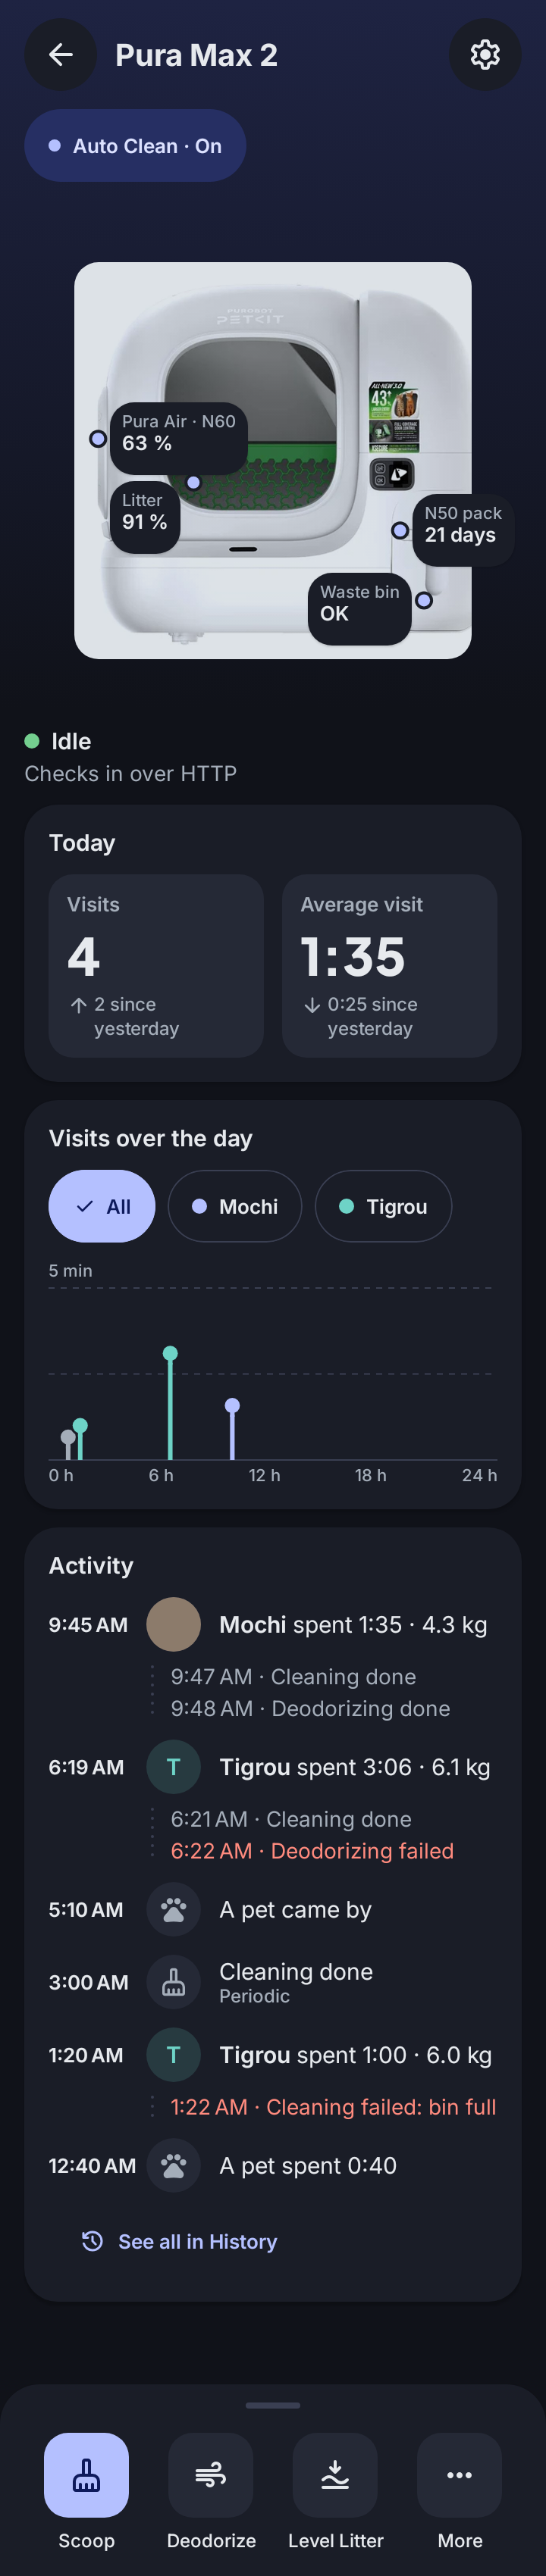 Pura Max 2
Auto Clean · On
PUROBOT
PETKIT
ALL-NEW 3.0
43+
Pura Air · N60
63 %
Litter
91 %
N50 pack
21 days
Waste bin
OK
Idle
Checks in over HTTP
Today
Visits
4
2 since
yesterday
Average visit
1:35
0:25 since
yesterday
Visits over the day
All
Mochi
Tigrou
5 min
0 h
6 h
12 h
18 h
24 h
Activity
9:45 AM
Mochi spent 1:35 · 4.3 kg
9:47 AM · Cleaning done
9:48 AM · Deodorizing done
6:19 AM
T
Tigrou spent 3:06 · 6.1 kg
6:21 AM · Cleaning done
6:22 AM · Deodorizing failed
5:10 AM
A pet came by
3:00 AM
Cleaning done
Periodic
1:20 AM
T
Tigrou spent 1:00 · 6.0 kg
1:22 AM · Cleaning failed: bin full
12:40 AM
A pet spent 0:40
See all in History
Scoop
Deodorize
Level Litter
More